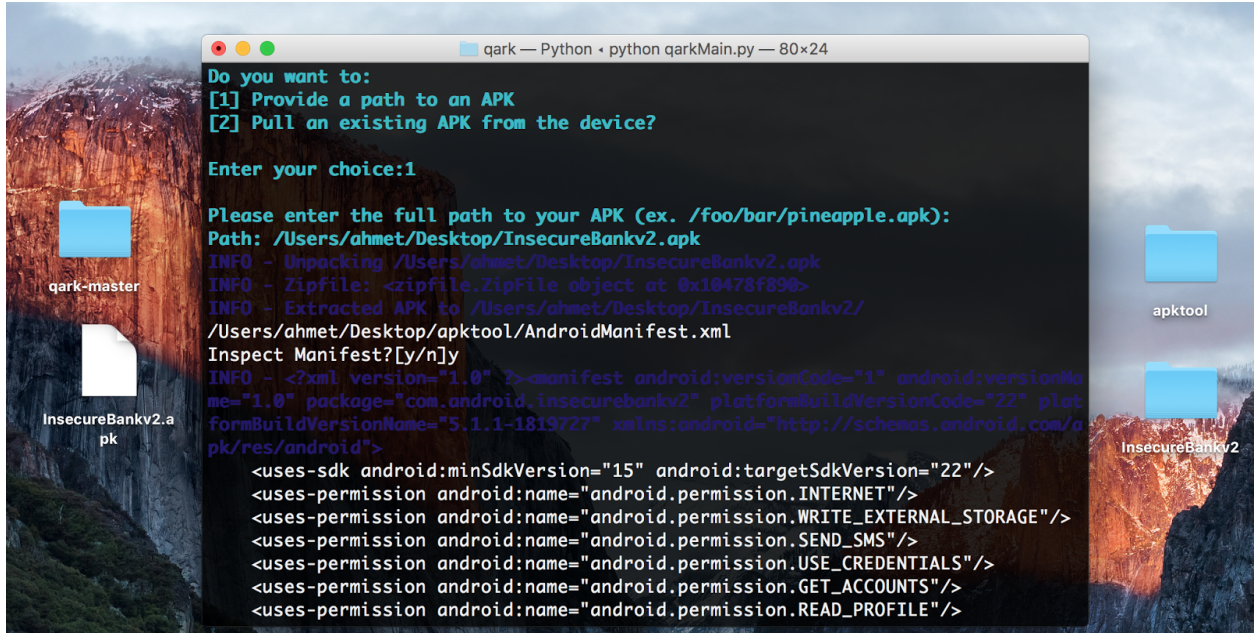 qark — Python ◂ python qarkMain.py — 80×24
Do you want to:
[1] Provide a path to an APK
[2] Pull an existing APK from the device?
Enter your choice:1
Please enter the full path to your APK (ex. /foo/bar/pineapple.apk):
Path: /Users/ahmet/Desktop/InsecureBankv2.apk
INFO - Unpacking /Users/ahmet/Desktop/InsecureBankv2.apk
INFO - Zipfile: <zipfile.ZipFile object at 0x10478f890>
INFO - Extracted APK to /Users/ahmet/Desktop/InsecureBankv2/
/Users/ahmet/Desktop/apktool/AndroidManifest.xml
Inspect Manifest?[y/n]y
INFO - <?xml version="1.0" ?><manifest android:versionCode="1" android:versionNa
me="1.0" package="com.android.insecurebankv2" platformBuildVersionCode="22" plat
formBuildVersionName="5.1.1-1819727" xmlns:android="http://schemas.android.com/a
pk/res/android">
<uses-sdk android:minSdkVersion="15" android:targetSdkVersion="22"/>
<uses-permission android:name="android.permission.INTERNET"/>
<uses-permission android:name="android.permission.WRITE_EXTERNAL_STORAGE"/>
<uses-permission android:name="android.permission.SEND_SMS"/>
<uses-permission android:name="android.permission.USE_CREDENTIALS"/>
<uses-permission android:name="android.permission.GET_ACCOUNTS"/>
<uses-permission android:name="android.permission.READ_PROFILE"/>
qark-master
InsecureBankv2.a
pk
apktool
InsecureBankv2